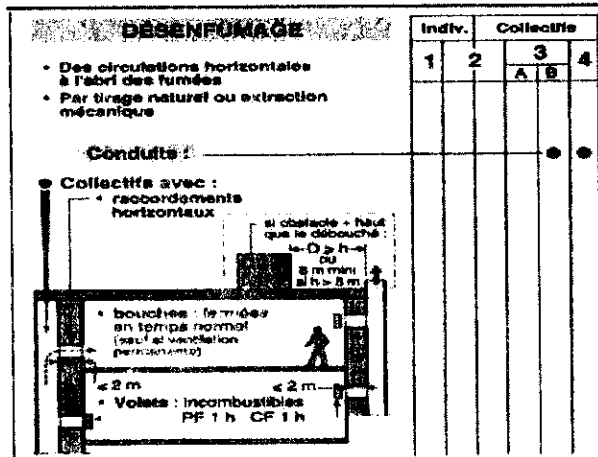 DÉSENFUMAGE
Indiv. Collectifs
1 2 3 4
A B
• Des circulations horizontales
à l'abri des fumées
• Par tirage naturel ou extraction
mécanique
Conduits :
Collectifs avec :
• raccordements
horizontaux
si obstacle + haut
que le débouché :
D ≥ h
ou
8 m mini
si h > 8 m
• bouches : fermées
en temps normal
(sauf si ventilation
permanente)
≤ 2 m ≤ 2 m
• Volets : incombustibles
PF 1 h CF 1 h